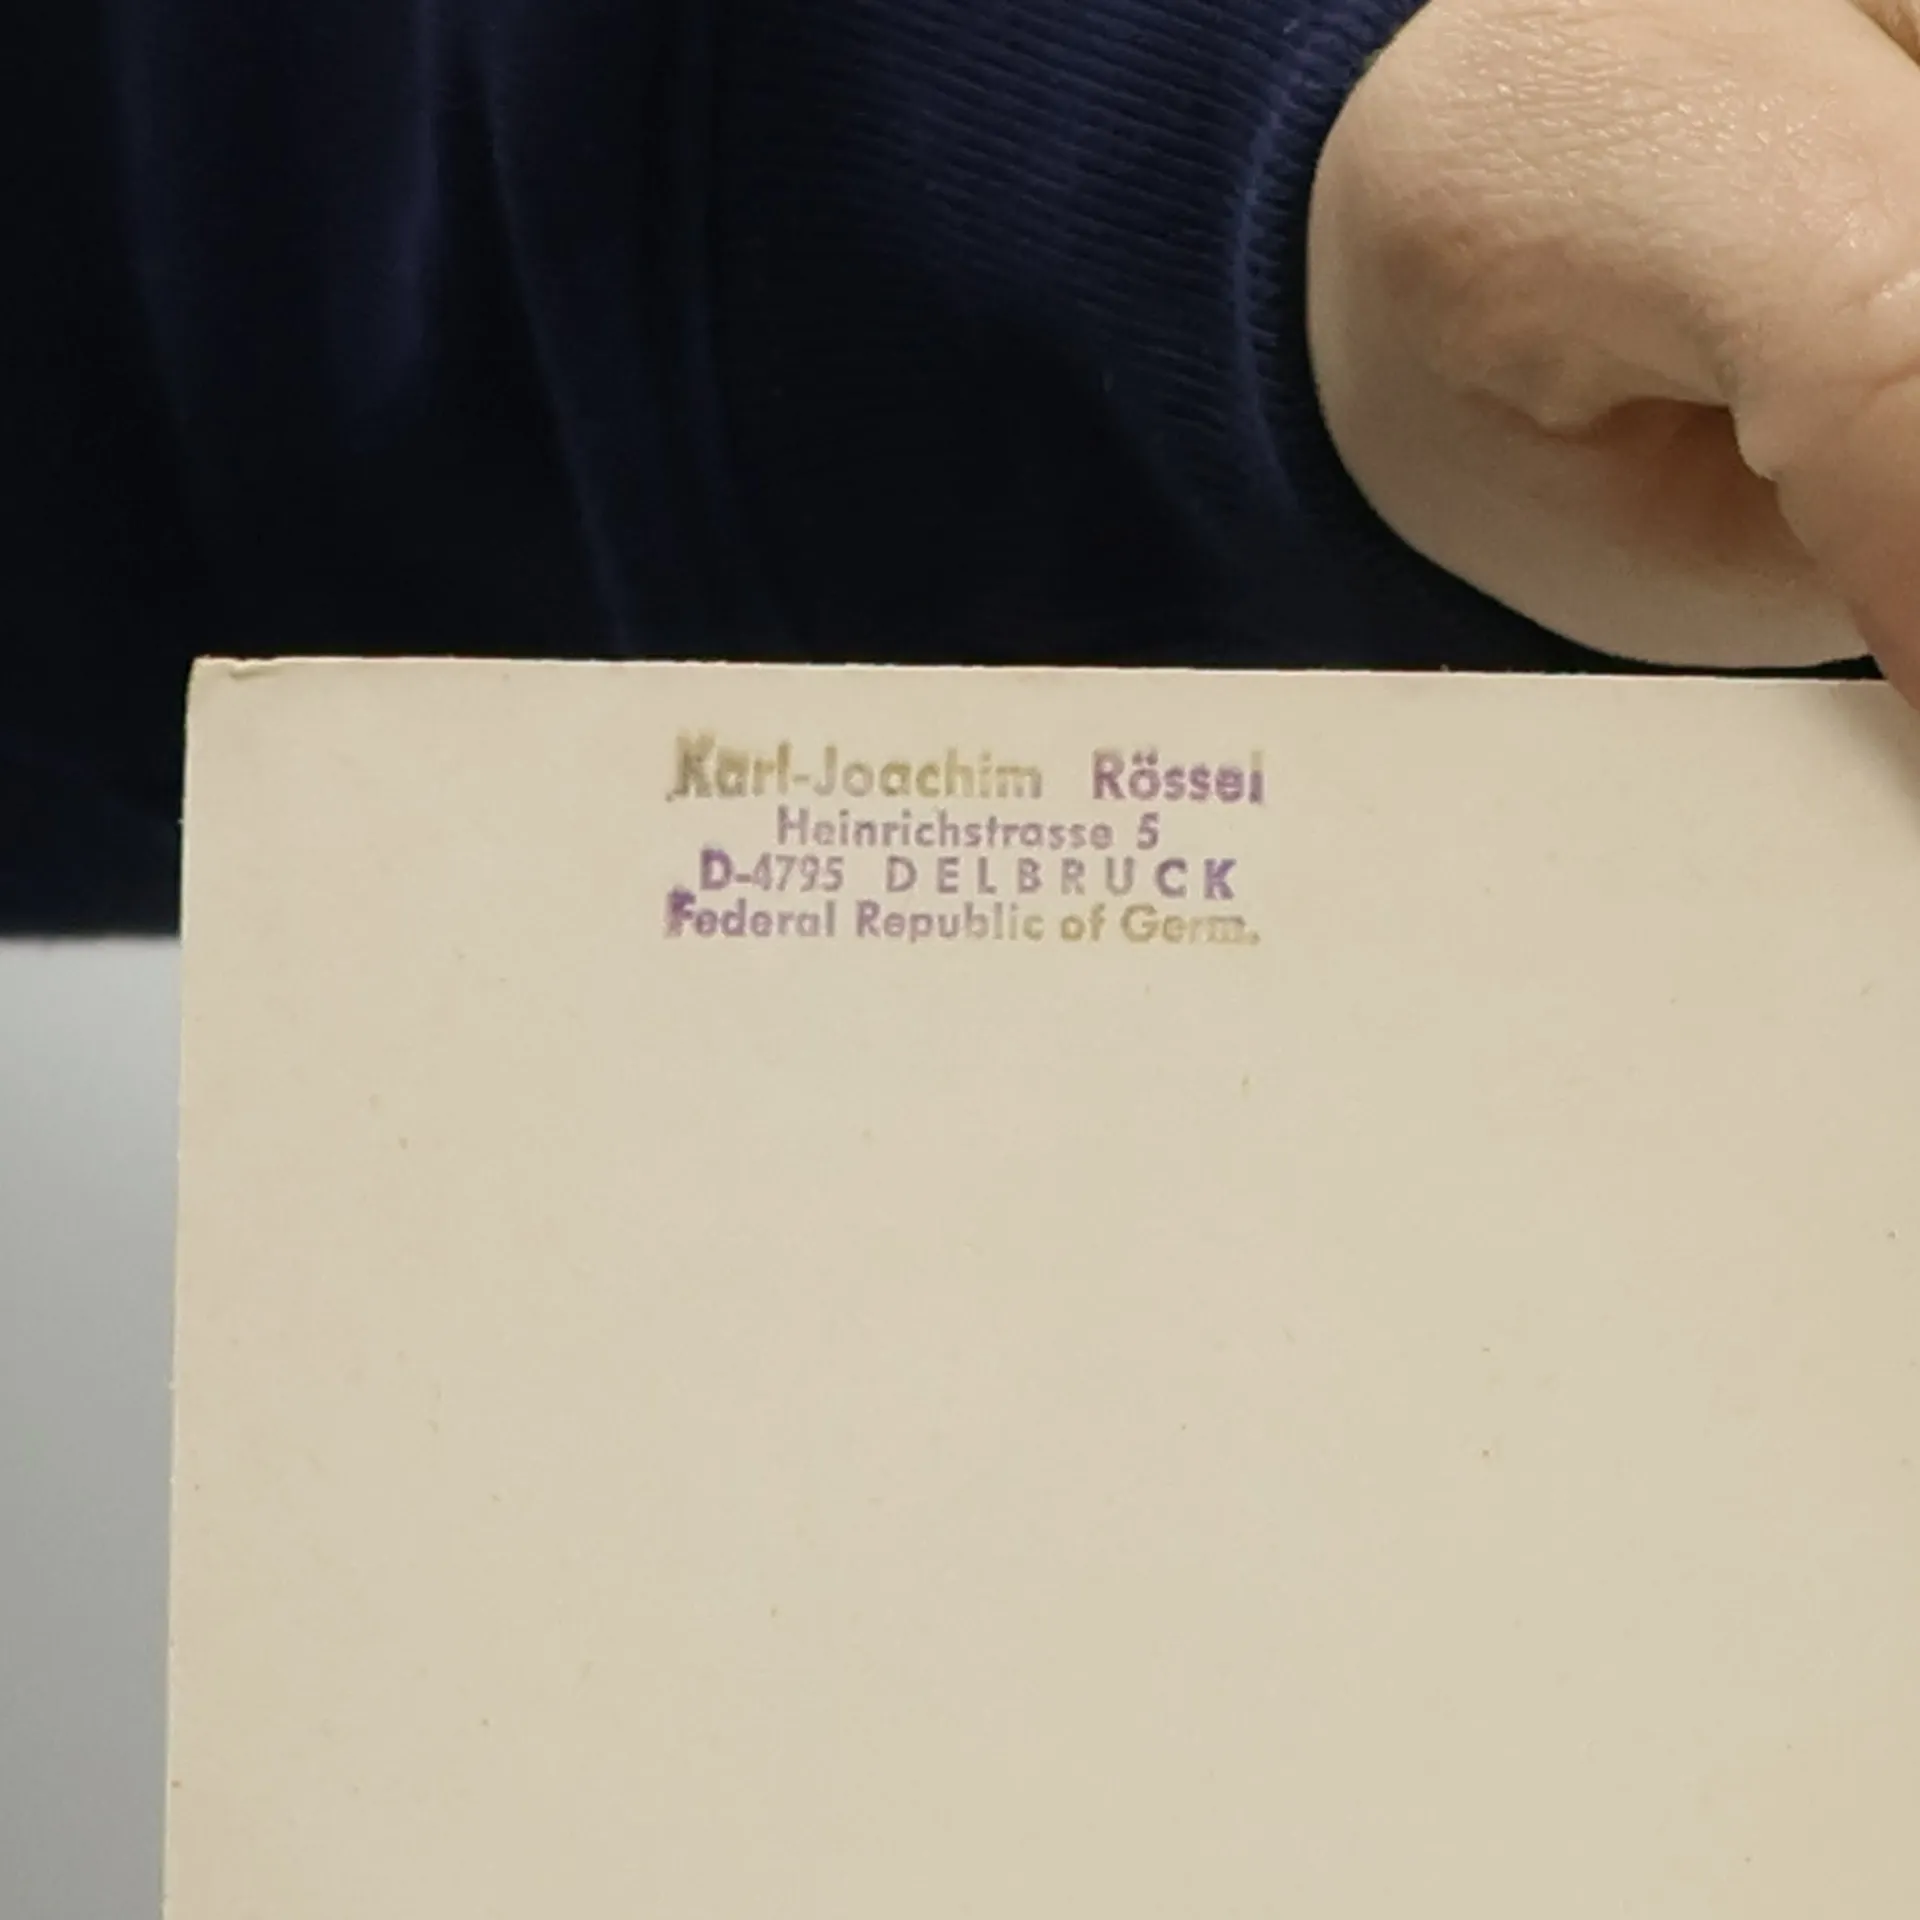 Karl-Joachim Rössel
Heinrichstrasse 5
D-4795 DELBRUCK
Federal Republic of Germ.